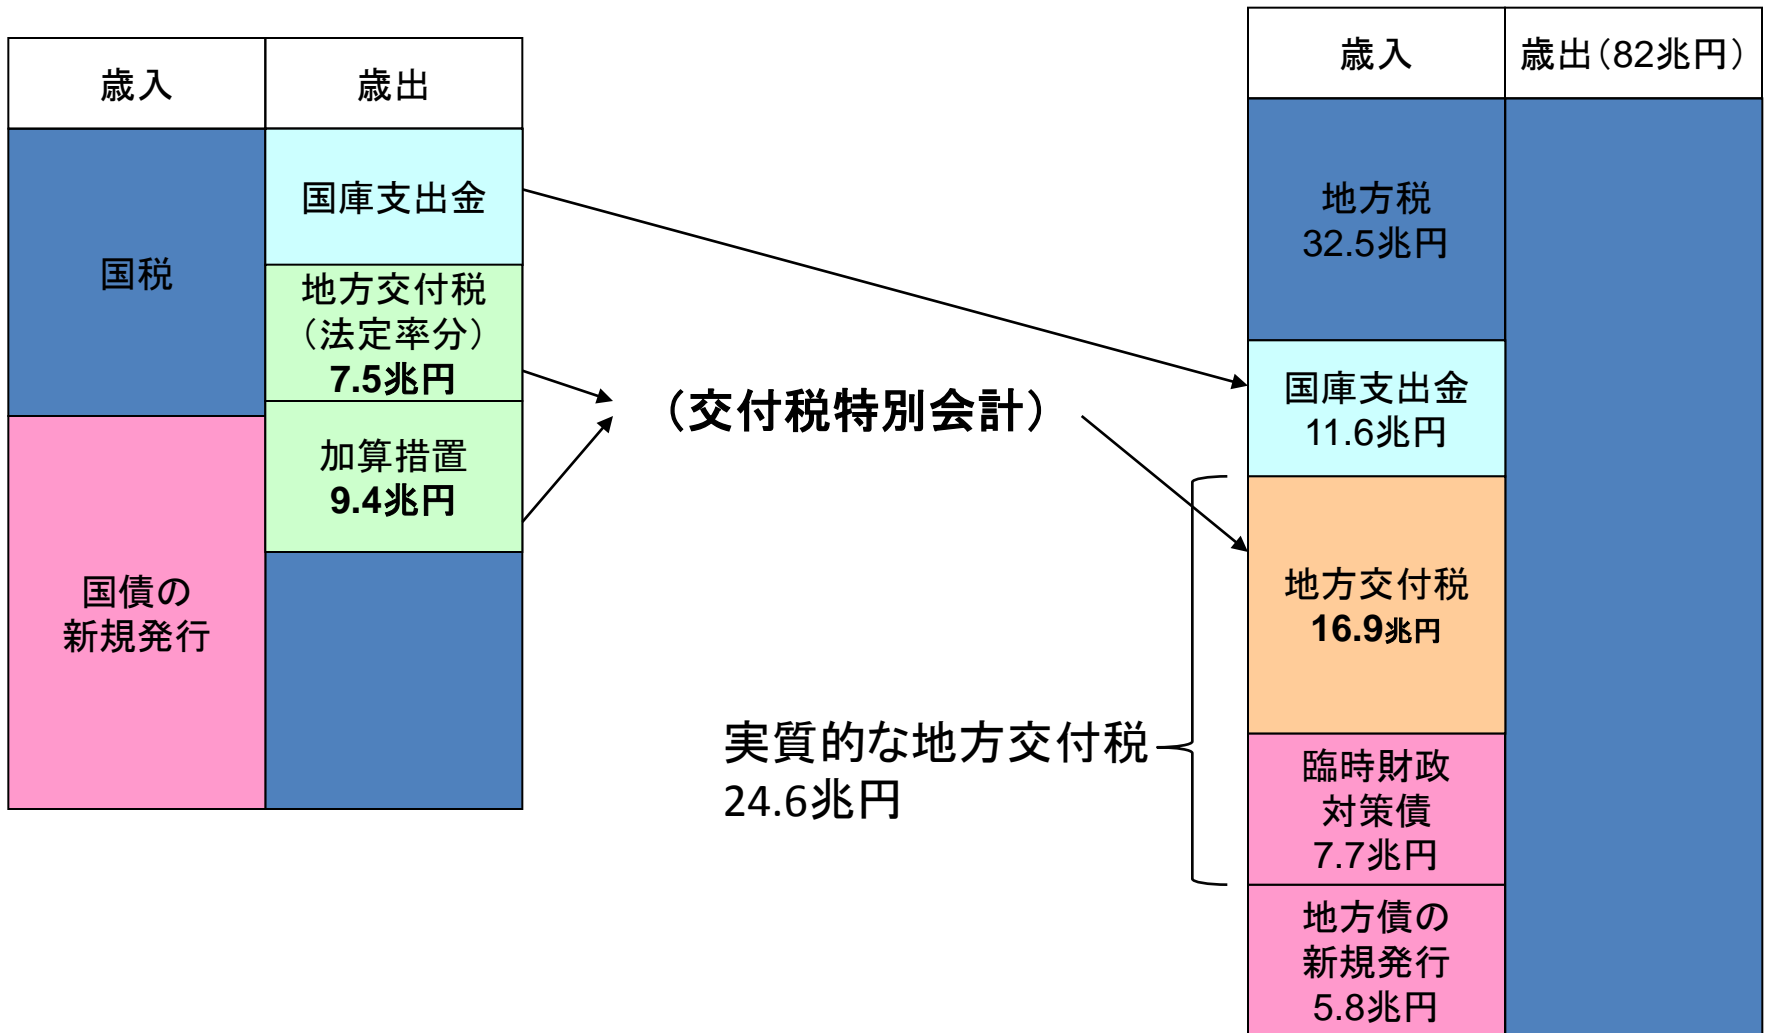 歳入
歳出
国税
国債の
新規発行
国庫支出金
地方交付税
（法定率分）
7.5兆円
加算措置
9.4兆円
（交付税特別会計）
実質的な地方交付税
24.6兆円
歳入
歳出（82兆円）
地方税
32.5兆円
国庫支出金
11.6兆円
地方交付税
16.9兆円
臨時財政
対策債
7.7兆円
地方債の
新規発行
5.8兆円